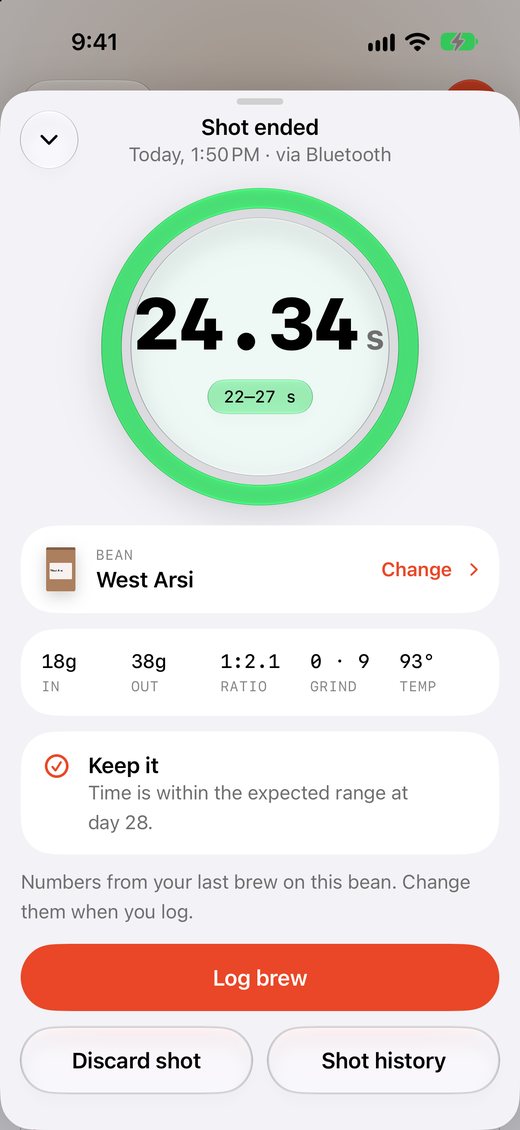 9:41
Shot ended
Today, 1:50 PM · via Bluetooth
24.34 s
22–27 s
BEAN
West Arsi
Change
18g 38g 1:2.1 0 · 9 93°
IN OUT RATIO GRIND TEMP
Keep it
Time is within the expected range at
day 28.
Numbers from your last brew on this bean. Change
them when you log.
Log brew
Discard shot Shot history